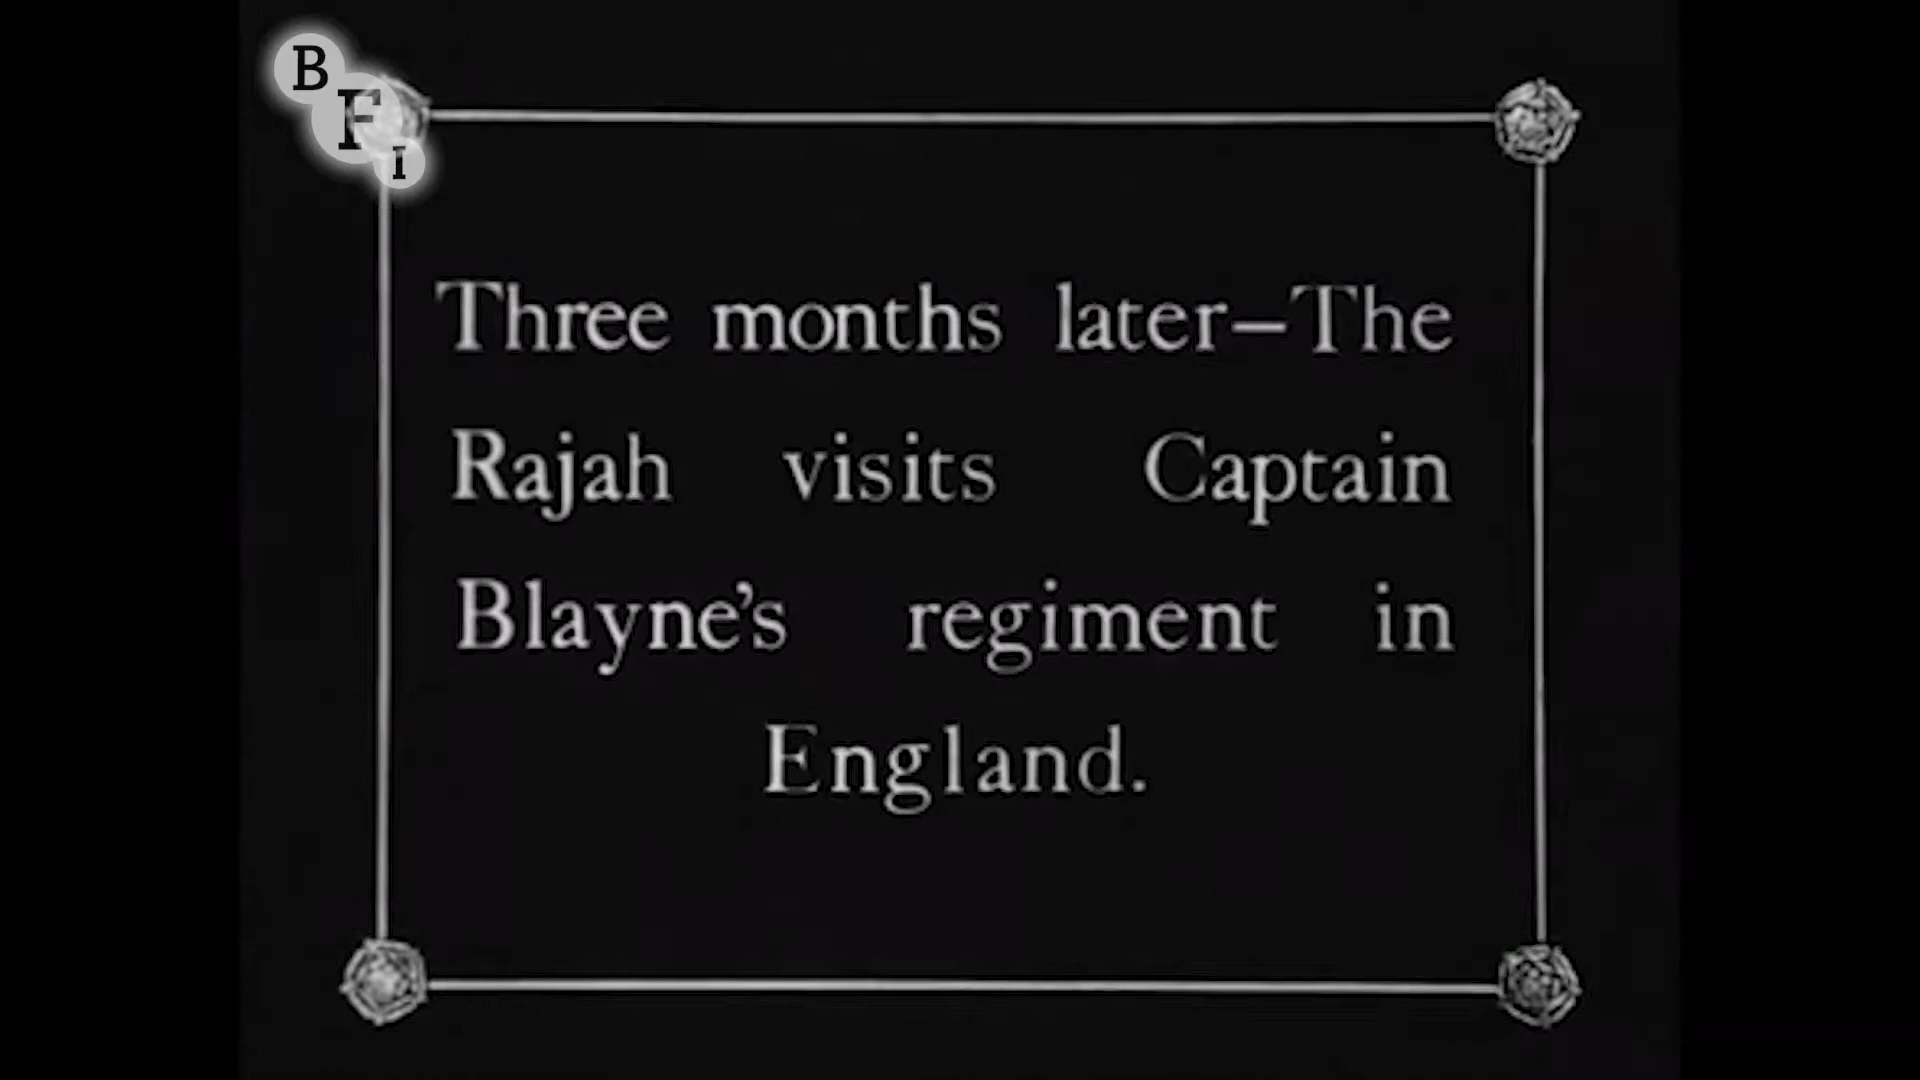 BFI
Three months later—The
Rajah visits Captain
Blayne's regiment in
England.